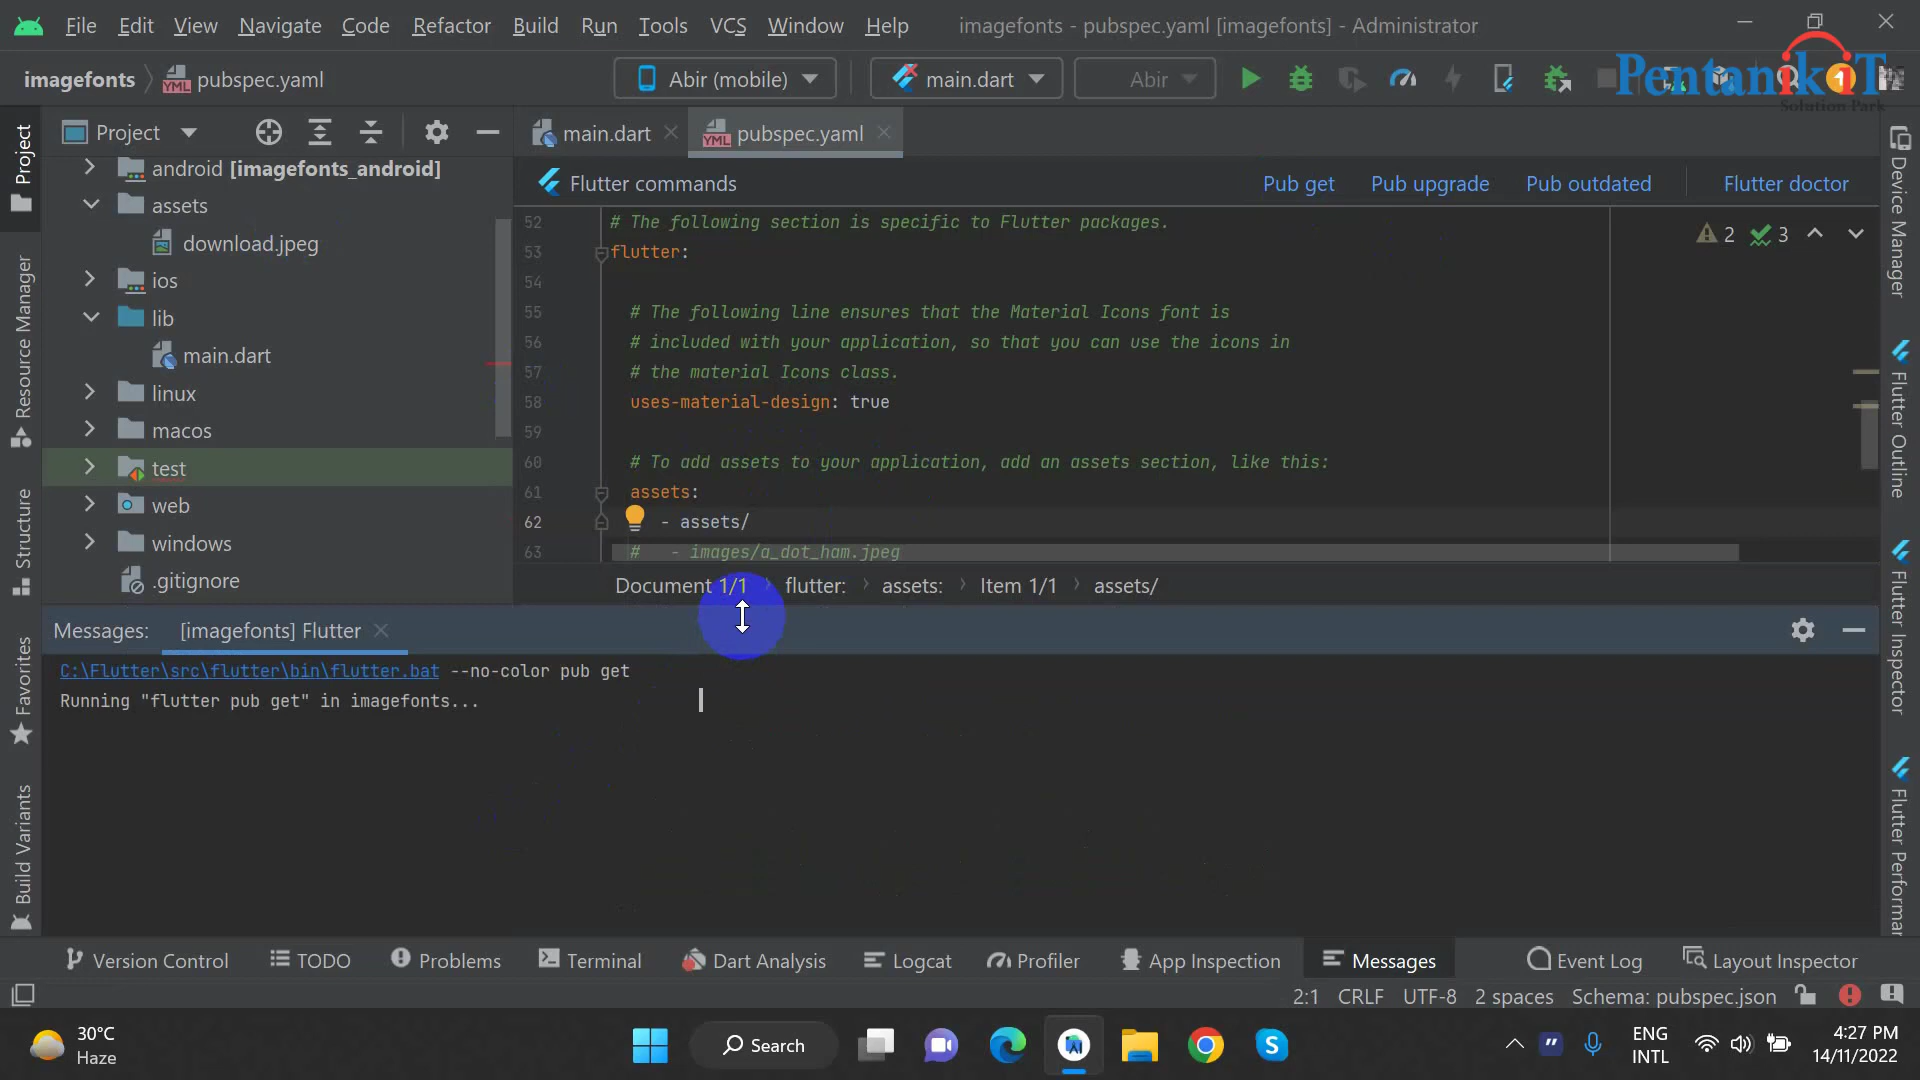 File Edit View Navigate Code Refactor Build Run Tools VCS Window Help imagefonts - pubspec.yaml [imagefonts] - Administrator
imagefonts pubspec.yaml Abir (mobile) main.dart Abir
Pentanik iT
Solution Park
Project main.dart pubspec.yaml
Flutter commands Pub get Pub upgrade Pub outdated Flutter doctor
android [imagefonts_android]
assets
download.jpeg
ios
lib
main.dart
linux
macos
test
web
windows
.gitignore
52 # The following section is specific to Flutter packages.
53 flutter:
54
55 # The following line ensures that the Material Icons font is
56 # included with your application, so that you can use the icons in
57 # the material Icons class.
58 uses-material-design: true
59
60 # To add assets to your application, add an assets section, like this:
61 assets:
62 - assets/
63 # - images/a_dot_ham.jpeg
2 3
Document 1/1 flutter: assets: Item 1/1 assets/
Messages: [imagefonts] Flutter
C:\Flutter\src\flutter\bin\flutter.bat --no-color pub get
Running "flutter pub get" in imagefonts...
Project
Resource Manager
Structure
Favorites
Build Variants
Device Manager
Flutter Outline
Flutter Inspector
Flutter Performan
Version Control TODO Problems Terminal Dart Analysis Logcat Profiler App Inspection Messages Event Log Layout Inspector
2:1 CRLF UTF-8 2 spaces Schema: pubspec.json
30°C
Haze
Search
ENG
INTL
4:27 PM
14/11/2022